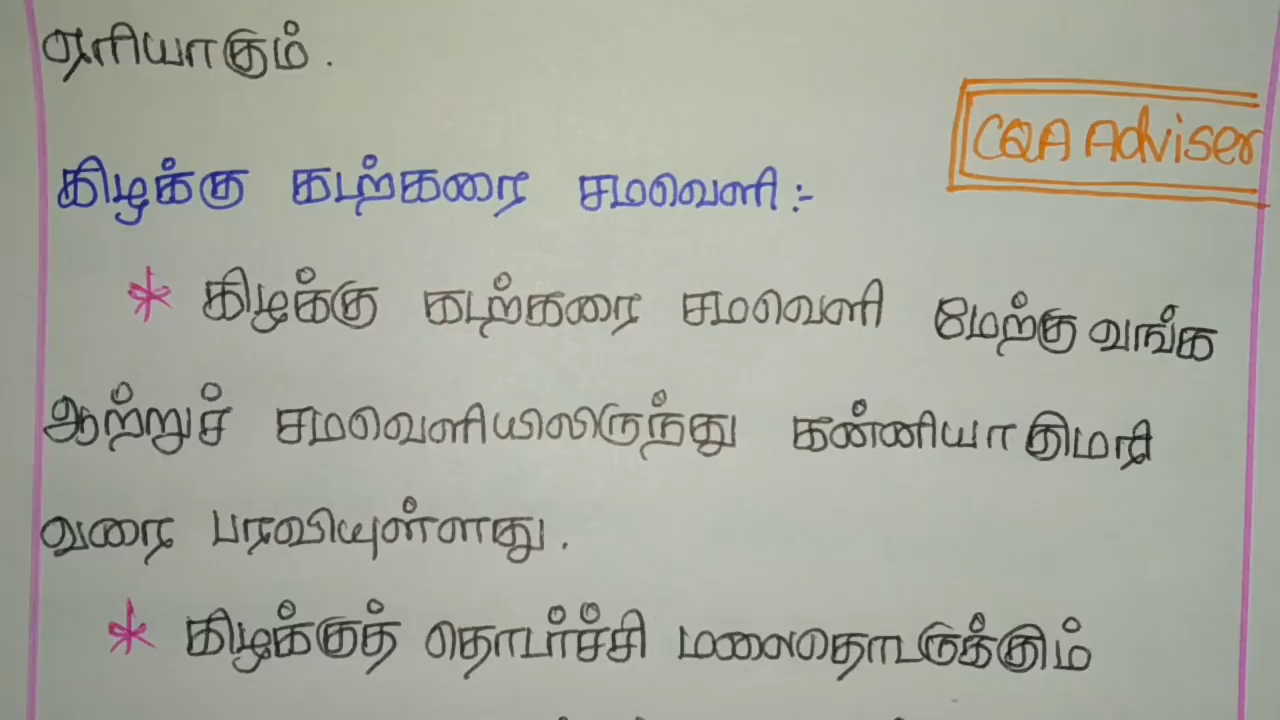 ஏரியாகும்.
CQA Adviser
கிழக்கு கடற்கரை சமவெளி :-
* கிழக்கு கடற்கரை சமவெளி மேற்கு வங்க
ஆற்றுச் சமவெளியிலிருந்து கன்னியாகுமரி
வரை பரவியுள்ளது.
* கிழக்குத் தொடர்ச்சி மலைதொடருக்கும்